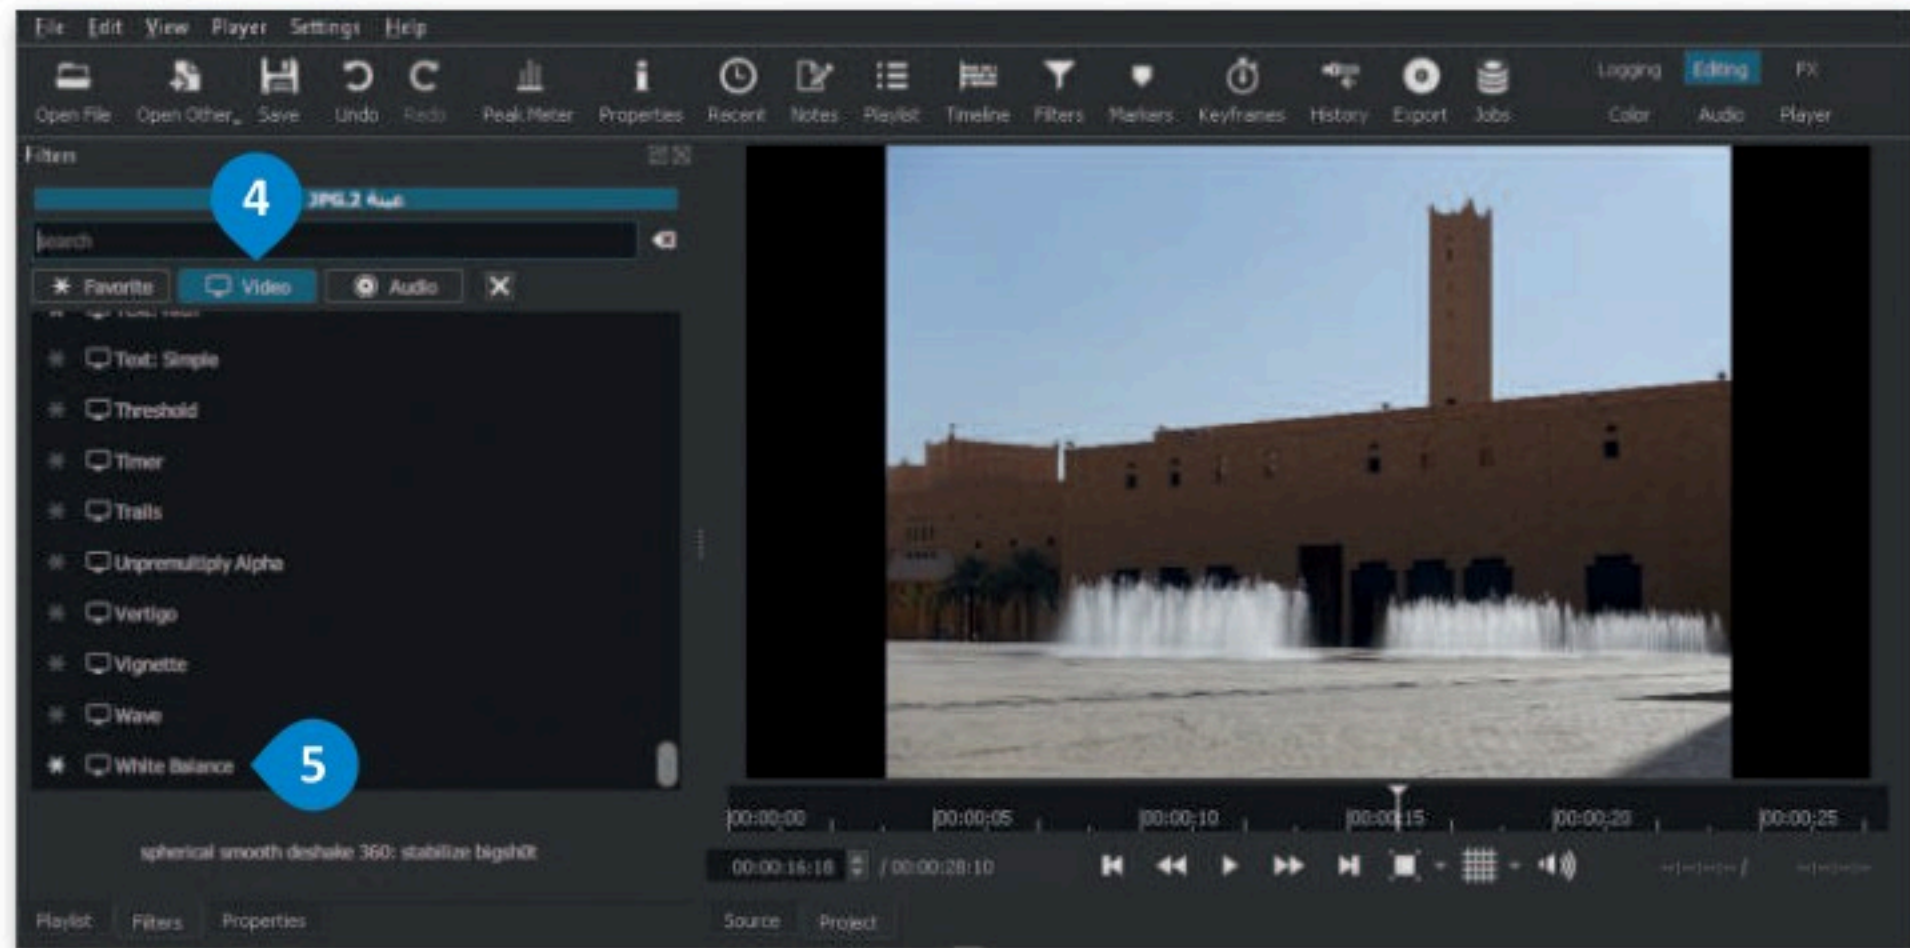 File Edit View Player Settings Help
Open File Open Other... Save Undo Redo Peak Meter Properties Recent Notes Playlist Timeline Filters Markers Keyframes History Export Jobs
Logging Editing FX
Color Audio Player
Filters
عينة 2.JPG
4
search
Favorite Video Audio
Text: Simple
Threshold
Timer
Trails
Unpremultiply Alpha
Vertigo
Vignette
Wave
White Balance
5
spherical smooth deshake 360: stabilize bigsh0t
Playlist Filters Properties
00:00:00 00:00;05 00:00;10 00:00;15 00:00;20 00:00;25
00:00:16:18 / 00:00:28:10
--:--:--:-- / --:--:--:--
Source Project